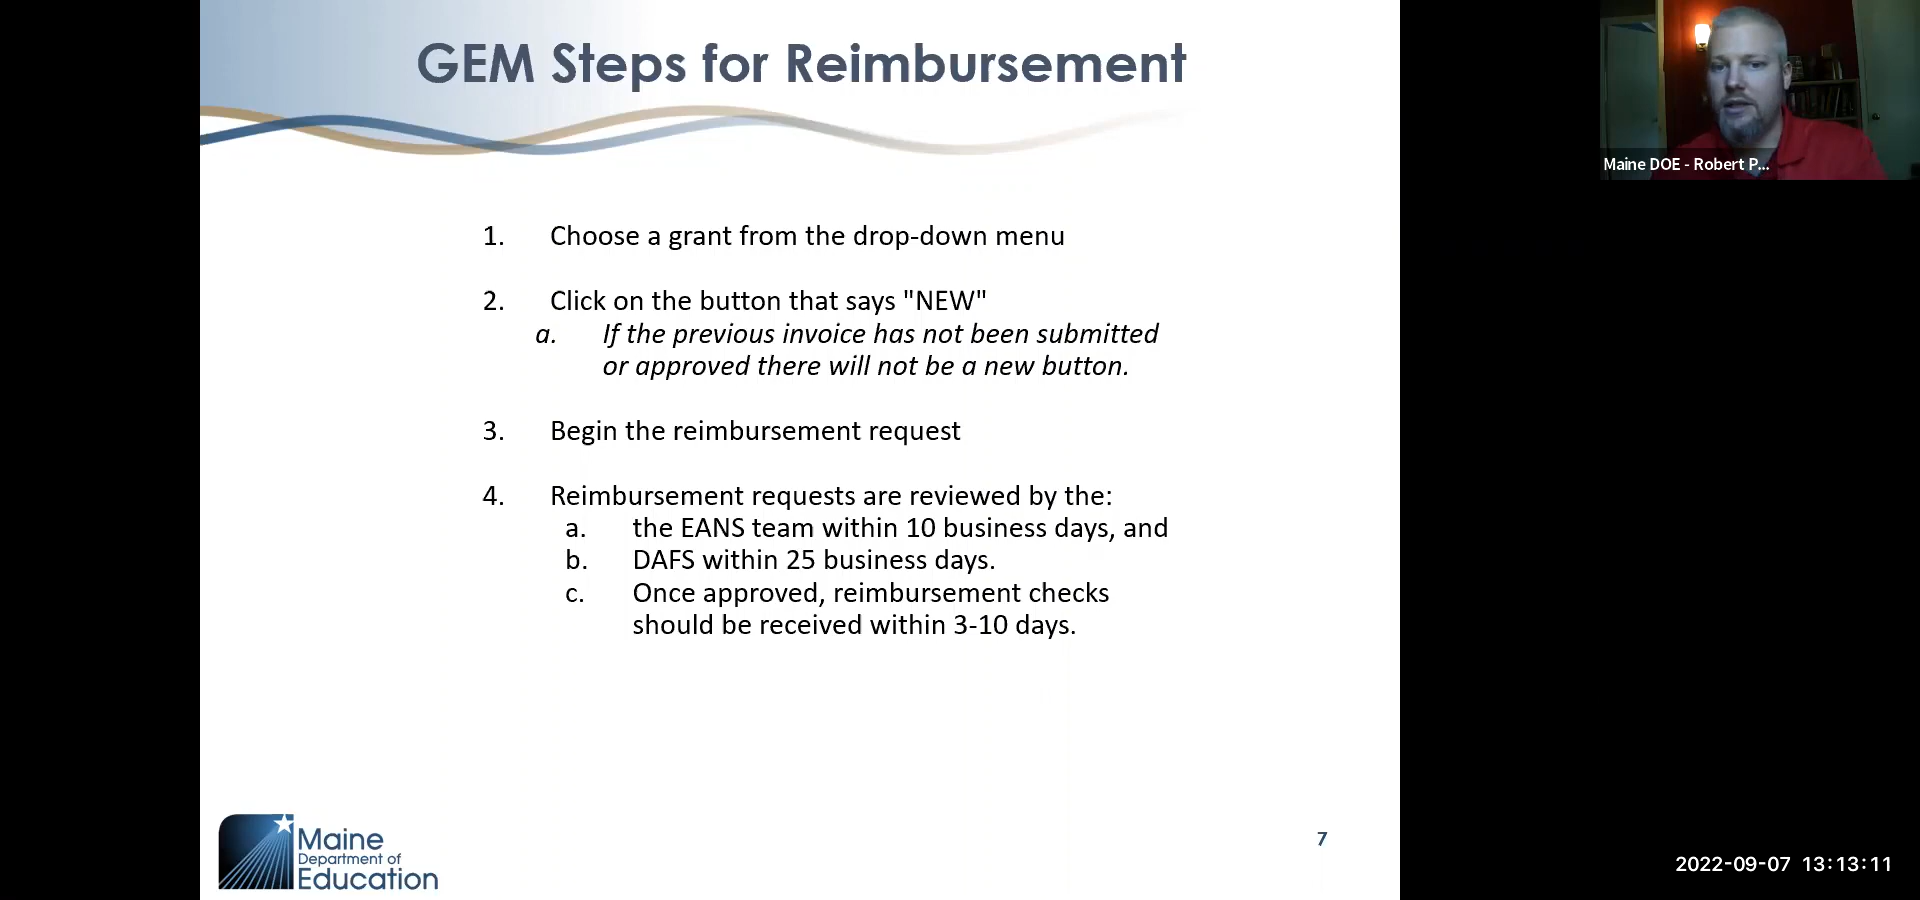 GEM Steps for Reimbursement
Maine DOE - Robert P...
1. Choose a grant from the drop-down menu
2. Click on the button that says "NEW"
a. If the previous invoice has not been submitted
or approved there will not be a new button.
3. Begin the reimbursement request
4. Reimbursement requests are reviewed by the:
a. the EANS team within 10 business days, and
b. DAFS within 25 business days.
c. Once approved, reimbursement checks
should be received within 3-10 days.
Maine
Department of
Education
7
2022-09-07 13:13:11